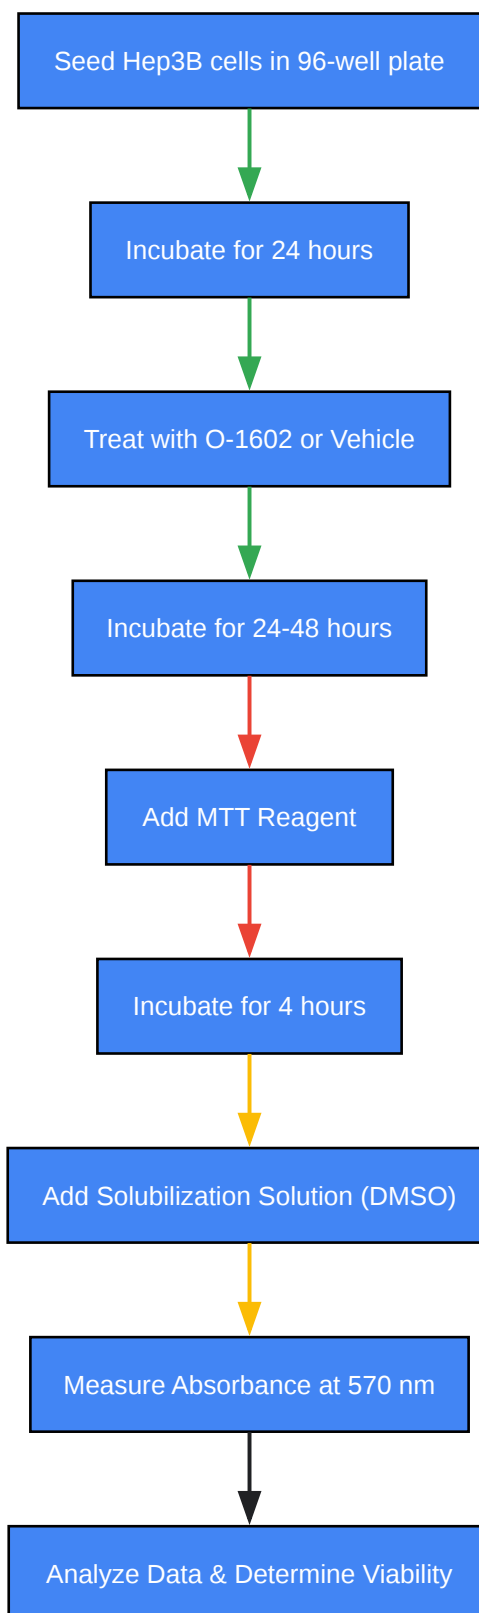 Seed Hep3B cells in 96-well plate
Incubate for 24 hours
Treat with O-1602 or Vehicle
Incubate for 24-48 hours
Add MTT Reagent
Incubate for 4 hours
Add Solubilization Solution (DMSO)
Measure Absorbance at 570 nm
Analyze Data & Determine Viability